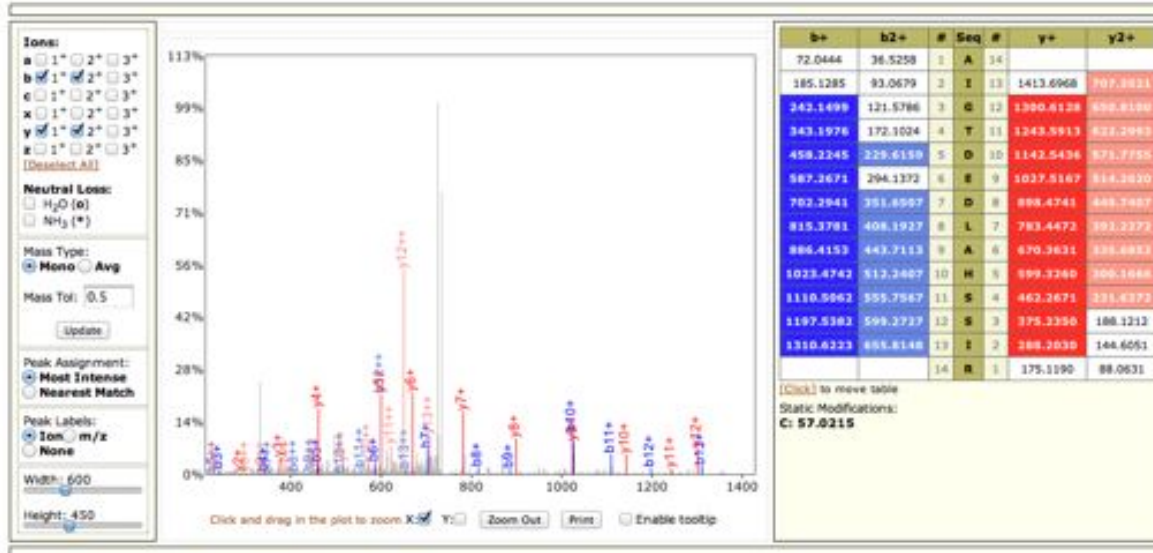 Ions:
a 1+ 2+ 3+
b 1+ 2+ 3+
c 1+ 2+ 3+
x 1+ 2+ 3+
y 1+ 2+ 3+
z 1+ 2+ 3+
[Deselect All]
Neutral Loss:
H2O (o)
NH3 (*)
Mass Type:
Mono Avg
Mass Tol: 0.5
Update
Peak Assignment:
Most Intense
Nearest Match
Peak Labels:
Ion m/z
None
Width: 600
Height: 450
113%
99%
85%
71%
56%
42%
28%
14%
0%
y12++
y4+
y6+
y7+
b7+
b6+
b8+
b9+
y8+
b11+
y10+
b12+
y11+
400 600 800 1000 1200 1400
Click and drag in the plot to zoom X: Y: Zoom Out Print Enable tooltip
b+ b2+ # Seq # y+ y2+
72.0444 36.5258 1 A 14
185.1285 93.0679 2 I 13 1413.6968
242.1499 121.5786 3 G 12 1300.6128
343.1976 172.1024 4 T 11 1243.5913
458.2245 229.6159 5 D 10 1142.5436 571.7755
587.2671 294.1372 6 E 9 1027.5167
702.2941 351.6507 7 D 8 898.4741
815.3781 408.1927 8 L 7 783.4472
886.4153 443.7113 9 A 6 670.3631
1023.4742 512.2407 10 H 5 599.3260
1110.5062 555.7567 11 S 4 462.2671
1197.5382 599.2727 12 S 3 375.2350 188.1212
1310.6223 655.8148 13 I 2 288.2030 144.6051
14 R 1 175.1190 88.0631
[Click] to move table
Static Modifications:
C: 57.0215